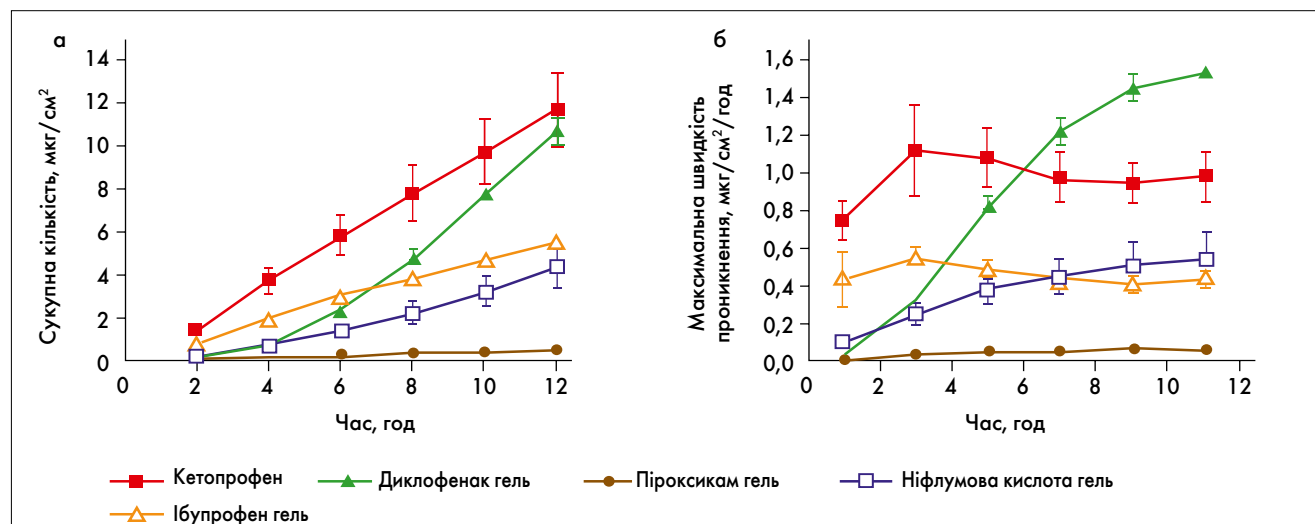 а
Сукупна кількість, мкг/см²
14
12
10
8
6
4
2
0
0
2
4
6
8
10
12
Час, год
б
Максимальна швидкість
проникнення, мкг/см²/год
1,6
1,4
1,2
1,0
0,8
0,6
0,4
0,2
0,0
0
2
4
6
8
10
12
Час, год
Кетопрофен
Диклофенак гель
Піроксикам гель
Ніфлумова кислота гель
Ібупрофен гель